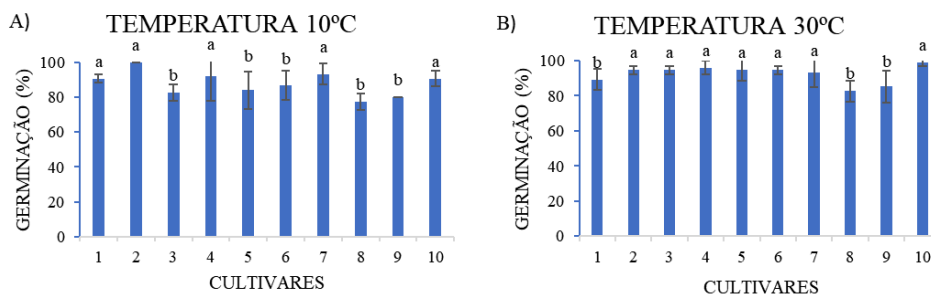 A) TEMPERATURA 10ºC
a a b a b b a b b a
GERMINAÇÃO (%)
100
80
60
40
20
0
1 2 3 4 5 6 7 8 9 10
CULTIVARES
B) TEMPERATURA 30ºC
b a a a a a a b b a
GERMINAÇÃO (%)
100
80
60
40
20
0
1 2 3 4 5 6 7 8 9 10
CULTIVARES